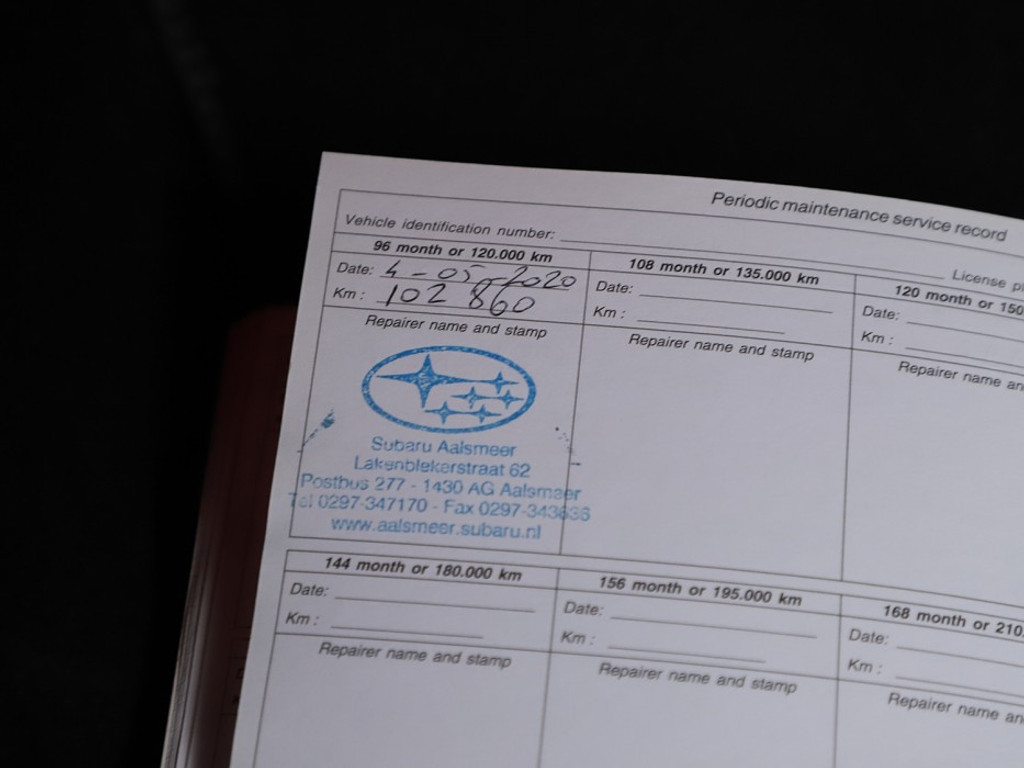 Periodic maintenance service record
Vehicle identification number:
License
96 month or 120.000 km
Date: 4-05-2020
Km: 102 860
Repairer name and stamp
Subaru Aalsmeer
Lakenblekerstraat 62
Postbus 277 - 1430 AG Aalsmeer
Tel 0297-347170 - Fax 0297-343636
www.aalsmeer.subaru.nl
108 month or 135.000 km
Date:
Km :
Repairer name and stamp
120 month or 150
Date:
Km :
Repairer name
144 month or 180.000 km
Date:
Km :
Repairer name and stamp
156 month or 195.000 km
Date:
Km :
Repairer name and stamp
168 month or 210
Date:
Km :
Repairer name